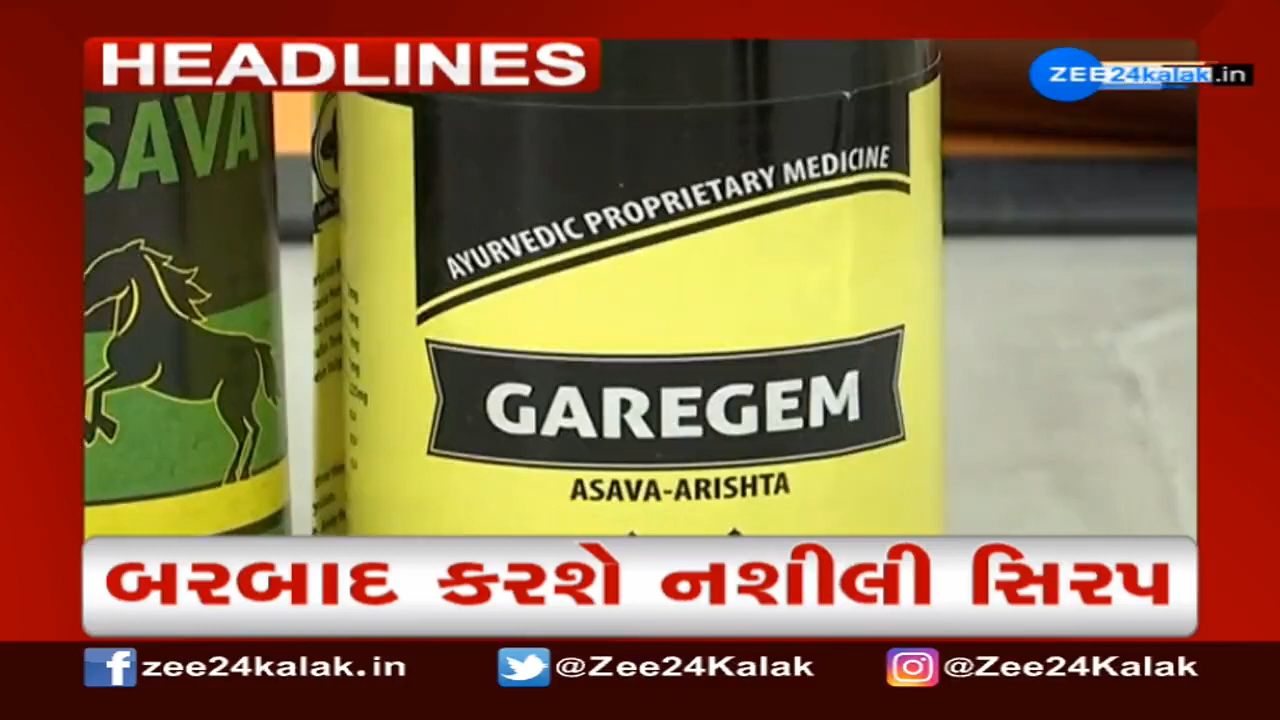 HEADLINES
ZEE24kalak.in
SAVA
AYURVEDIC PROPRIETARY MEDICINE
GAREGEM
ASAVA-ARISHTA
બરબાદ કરશે નશીલી સિરપ
zee24kalak.in
@Zee24Kalak
@Zee24Kalak